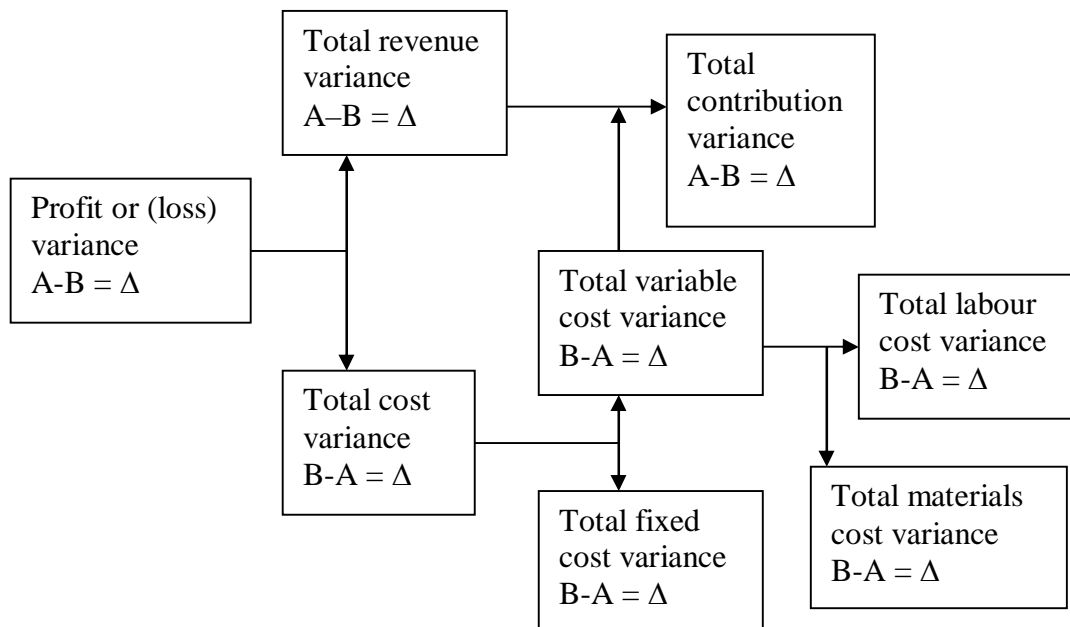 Total revenue
variance
A–B = Δ
Total
contribution
variance
A-B = Δ
Profit or (loss)
variance
A-B = Δ
Total variable
cost variance
B-A = Δ
Total labour
cost variance
B-A = Δ
Total cost
variance
B-A = Δ
Total fixed
cost variance
B-A = Δ
Total materials
cost variance
B-A = Δ